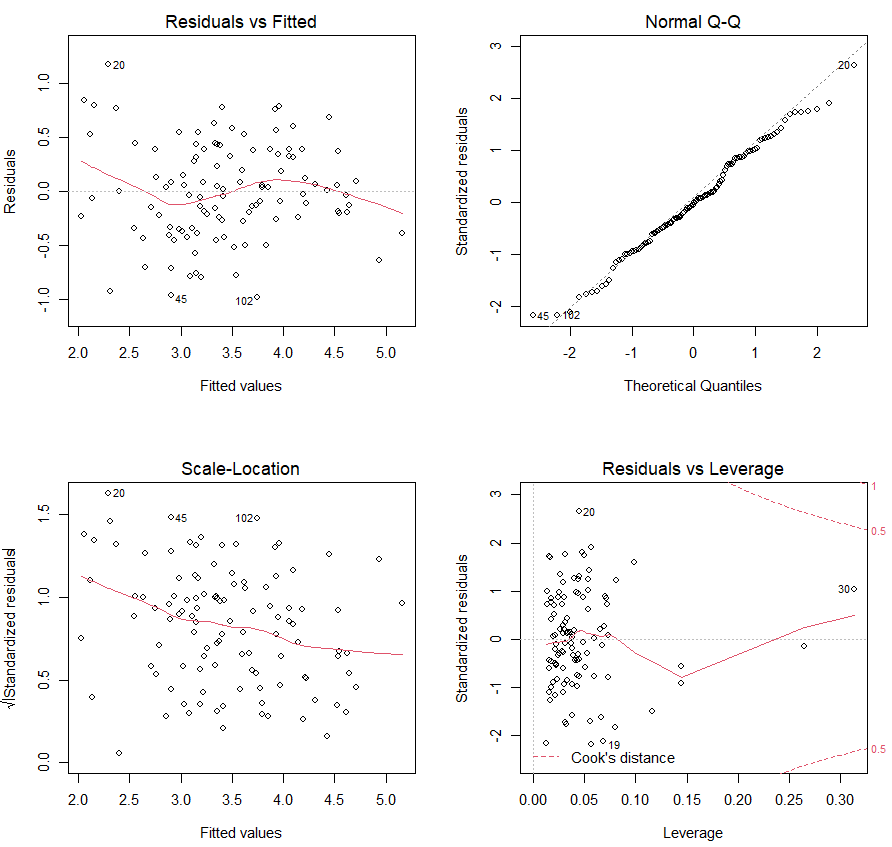 Residuals vs Fitted
Residuals
1.0
0.5
0.0
-0.5
-1.0
20
45
102
2.0 2.5 3.0 3.5 4.0 4.5 5.0
Fitted values
Normal Q-Q
Standardized residuals
3
2
1
0
-1
-2
20
45
102
-2 -1 0 1 2
Theoretical Quantiles
Scale-Location
√|Standardized residuals|
1.5
1.0
0.5
0.0
20
45
102
2.0 2.5 3.0 3.5 4.0 4.5 5.0
Fitted values
Residuals vs Leverage
Standardized residuals
3
2
1
0
-1
-2
20
30
19
1
0.5
0.5
Cook's distance
0.00 0.05 0.10 0.15 0.20 0.25 0.30
Leverage